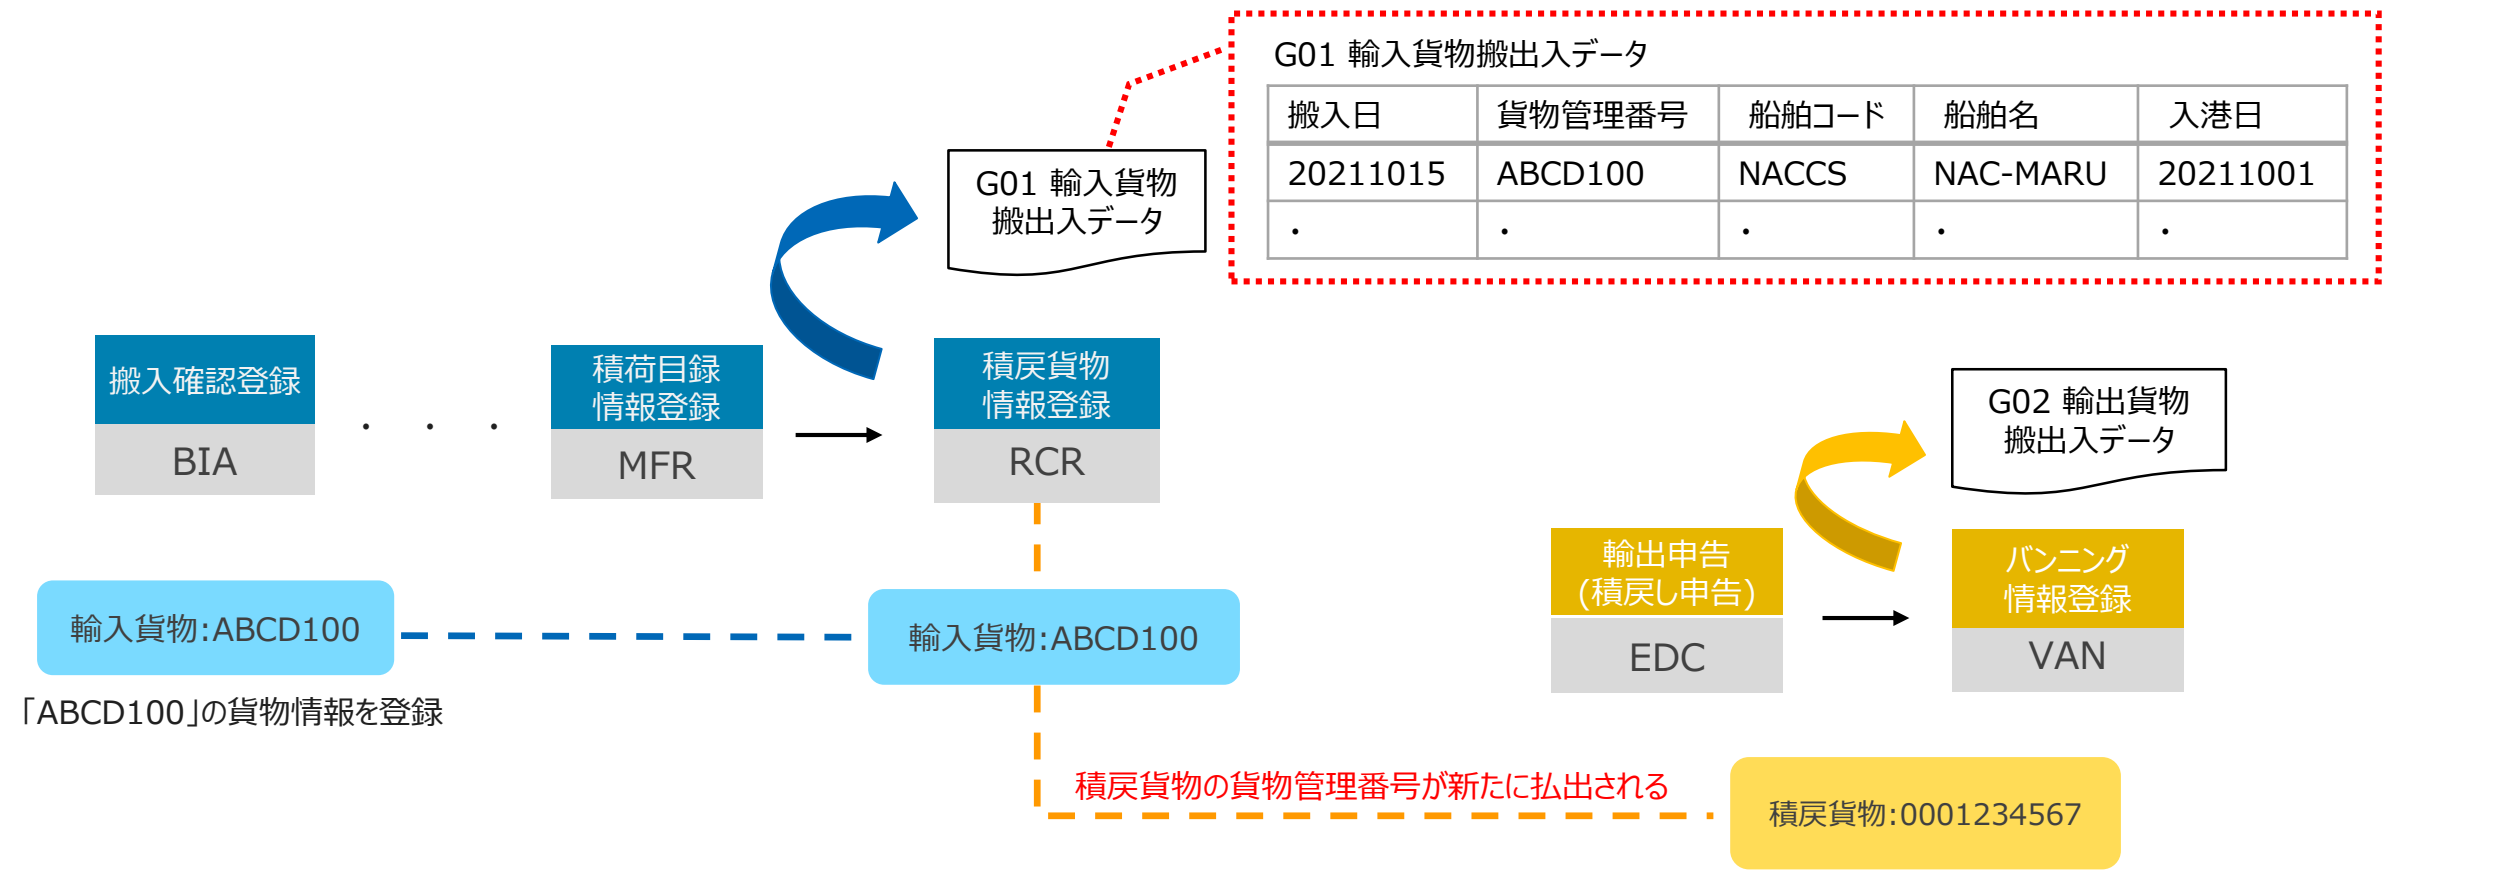 G01 輸入貨物搬出入データ
搬入日 貨物管理番号 船舶コード 船舶名 入港日
20211015 ABCD100 NACCS NAC-MARU 20211001
・ ・ ・ ・ ・
G01 輸入貨物
搬出入データ
搬入確認登録
BIA
・ ・ ・
積荷目録
情報登録
MFR
積戻貨物
情報登録
RCR
G02 輸出貨物
搬出入データ
輸出申告
(積戻し申告)
EDC
バンニング
情報登録
VAN
輸入貨物:ABCD100
輸入貨物:ABCD100
「ABCD100」の貨物情報を登録
積戻貨物の貨物管理番号が新たに払出される
積戻貨物:0001234567